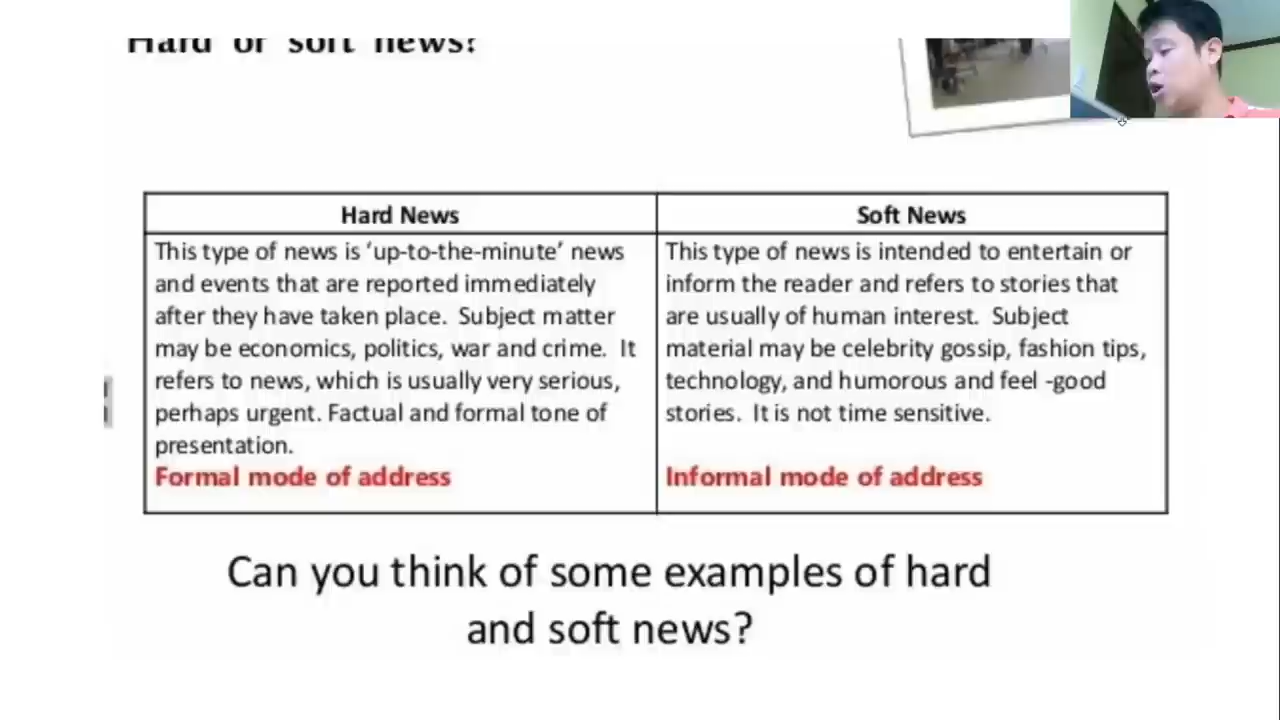 Hard or soft news?
Hard News
This type of news is ‘up-to-the-minute’ news
and events that are reported immediately
after they have taken place. Subject matter
may be economics, politics, war and crime. It
refers to news, which is usually very serious,
perhaps urgent. Factual and formal tone of
presentation.
Formal mode of address
Soft News
This type of news is intended to entertain or
inform the reader and refers to stories that
are usually of human interest. Subject
material may be celebrity gossip, fashion tips,
technology, and humorous and feel -good
stories. It is not time sensitive.
Informal mode of address
Can you think of some examples of hard
and soft news?